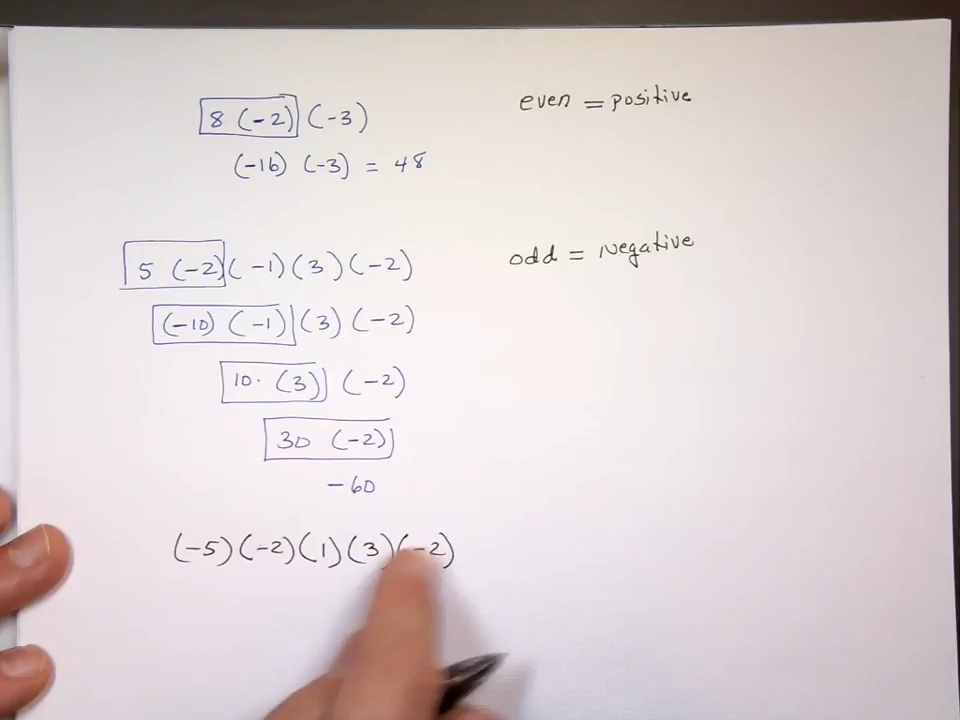 8 (-2) (-3)
even = positive
(-16) (-3) = 48
5 (-2) (-1) (3) (-2)
odd = Negative
(-10) (-1) (3) (-2)
10· (3) (-2)
30 (-2)
-60
(-5) (-2) (1) (3) (-2)